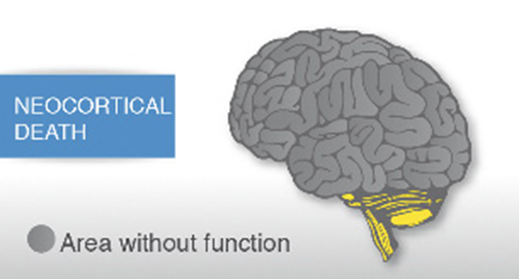 NEOCORTICAL
DEATH
Area without function